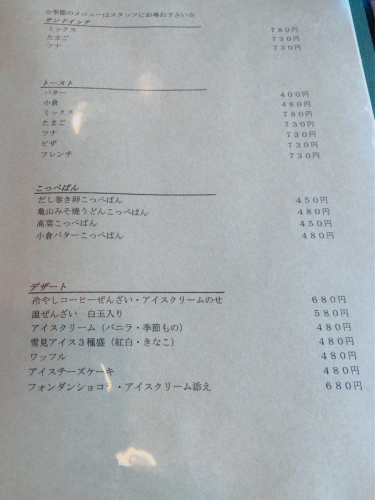 ☆季節のメニューはスタッフにお尋ね下さい☆
サンドイッチ
ミックス 780円
たまご 730円
ツナ 730円
トースト
バター 400円
小倉 480円
ミックス 780円
たまご 730円
ツナ 730円
ピザ 730円
フレンチ 730円
こっぺぱん
だし巻き卵こっぺぱん 450円
亀山みそ焼うどんこっぺぱん 480円
高菜こっぺぱん 450円
小倉バターこっぺぱん 480円
デザート
冷やしコーヒーぜんざい・アイスクリームのせ 680円
温ぜんざい 白玉入り 580円
アイスクリーム（バニラ・季節もの） 480円
雪見アイス3種盛（紅白・きなこ） 480円
ワッフル 480円
アイスチーズケーキ 480円
フォンダンショコラ・アイスクリーム添え 680円